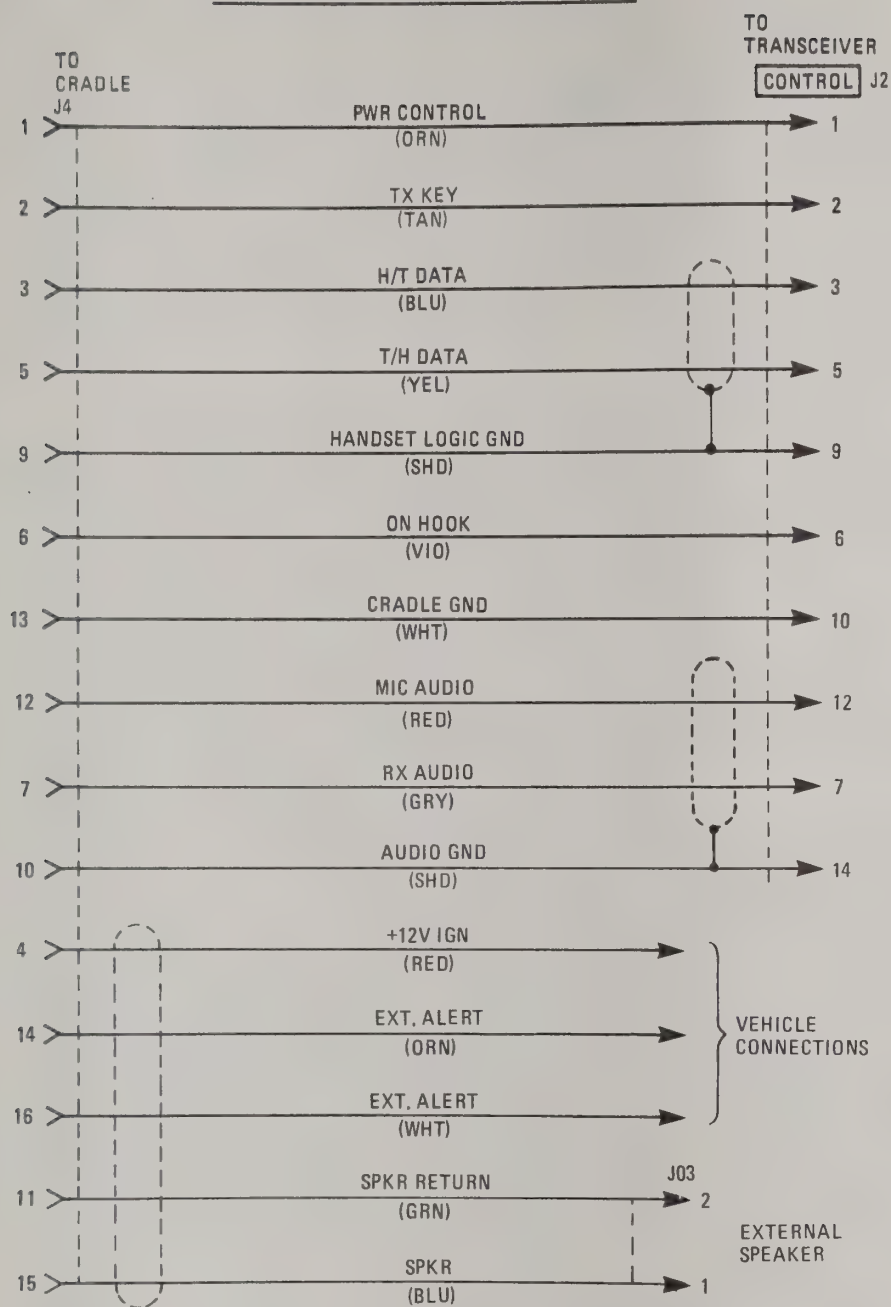 TO
TRANSCEIVER
TO
CRADLE
CONTROL J2
J4
1 PWR CONTROL 1
(ORN)
2 TX KEY 2
(TAN)
3 H/T DATA 3
(BLU)
5 T/H DATA 5
(YEL)
9 HANDSET LOGIC GND 9
(SHD)
6 ON HOOK 6
(VIO)
13 CRADLE GND 10
(WHT)
12 MIC AUDIO 12
(RED)
7 RX AUDIO 7
(GRY)
10 AUDIO GND 14
(SHD)
4 +12V IGN
(RED)
14 EXT, ALERT
(ORN)
VEHICLE
CONNECTIONS
16 EXT, ALERT
(WHT)
J03
11 SPKR RETURN 2
(GRN)
EXTERNAL
SPEAKER
15 SPKR 1
(BLU)